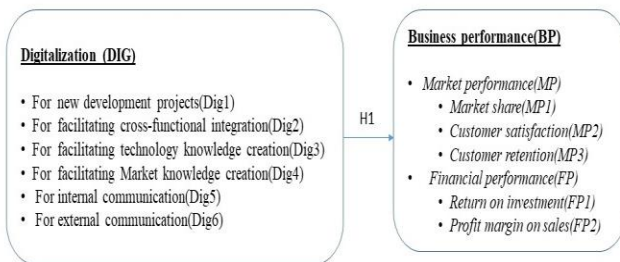 Digitalization (DIG)
• For new development projects(Dig1)
• For facilitating cross-functional integration(Dig2)
• For facilitating technology knowledge creation(Dig3)
• For facilitating Market knowledge creation(Dig4)
• For internal communication(Dig5)
• For external communication(Dig6)
H1
Business performance(BP)
• Market performance(MP)
• Market share(MP1)
• Customer satisfaction(MP2)
• Customer retention(MP3)
• Financial performance(FP)
• Return on investment(FP1)
• Profit margin on sales(FP2)